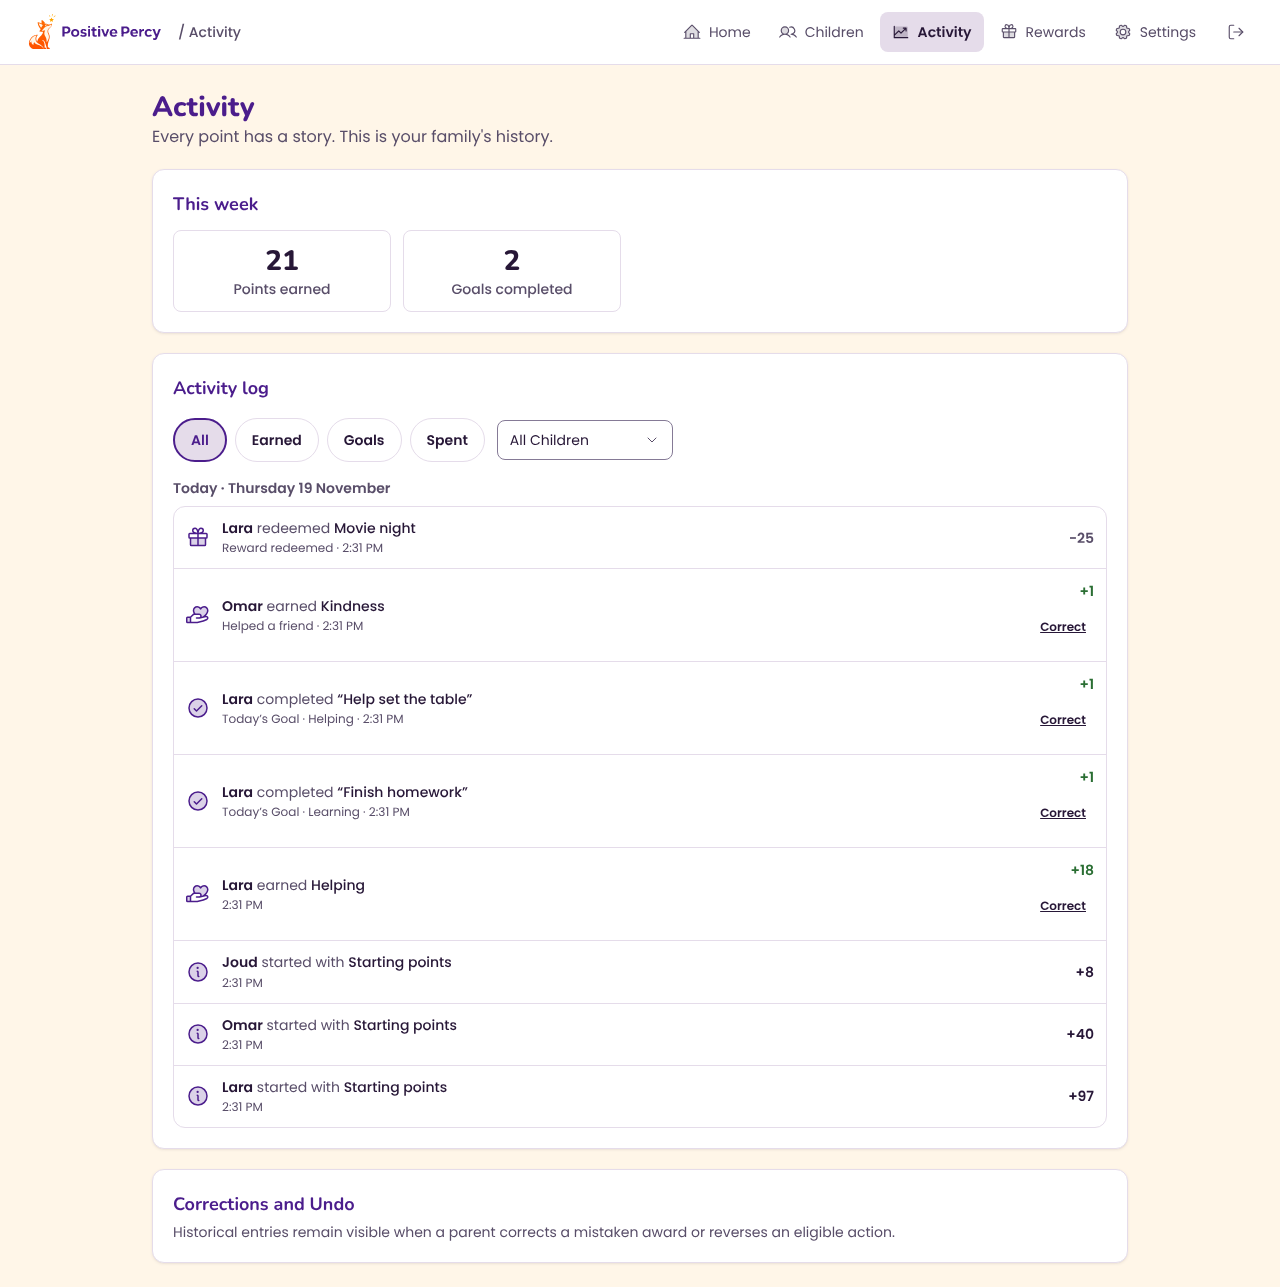 Positive Percy / Activity
Home Children Activity Rewards Settings
Activity
Every point has a story. This is your family's history.
This week
21
Points earned
2
Goals completed
Activity log
All Earned Goals Spent All Children
Today · Thursday 19 November
Lara redeemed Movie night
Reward redeemed · 2:31 PM
-25
Omar earned Kindness
Helped a friend · 2:31 PM
+1
Correct
Lara completed “Help set the table”
Today’s Goal · Helping · 2:31 PM
+1
Correct
Lara completed “Finish homework”
Today’s Goal · Learning · 2:31 PM
+1
Correct
Lara earned Helping
2:31 PM
+18
Correct
Joud started with Starting points
2:31 PM
+8
Omar started with Starting points
2:31 PM
+40
Lara started with Starting points
2:31 PM
+97
Corrections and Undo
Historical entries remain visible when a parent corrects a mistaken award or reverses an eligible action.